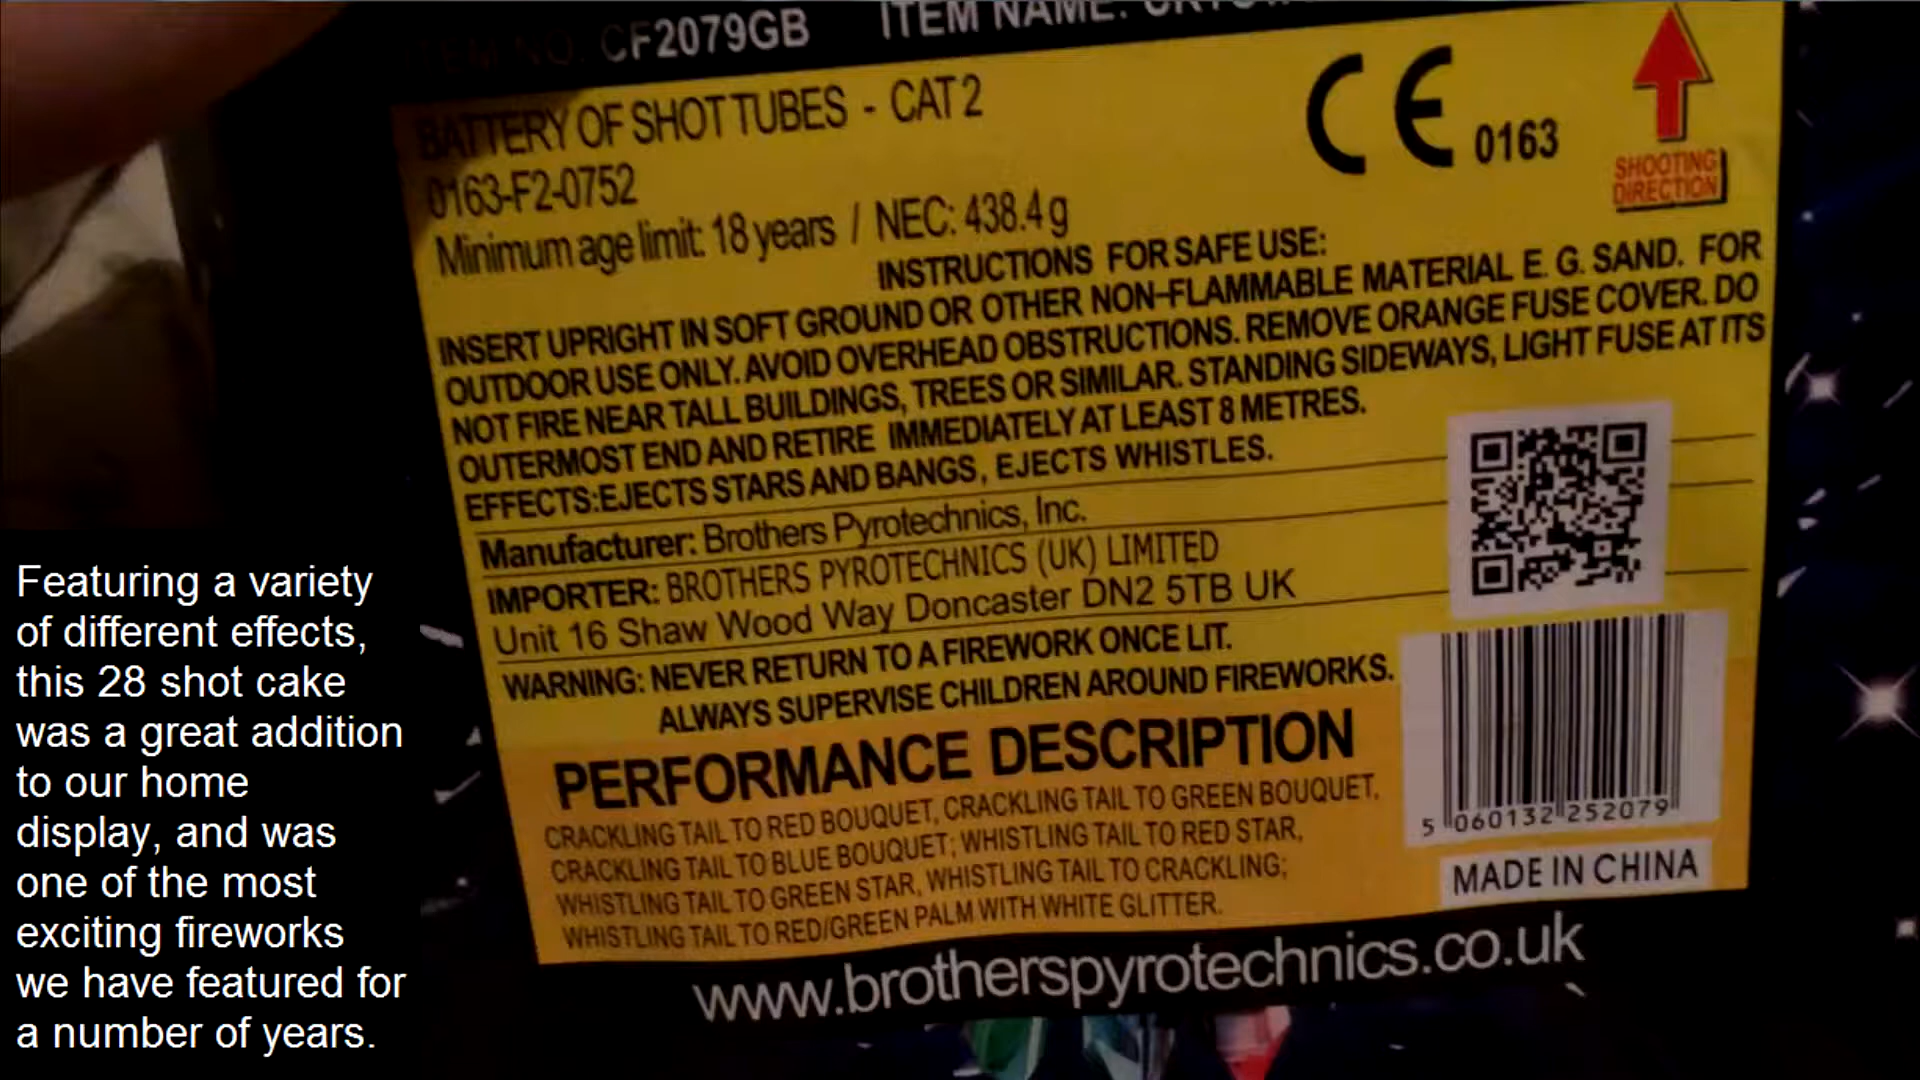 ITEM NO. CF2079GB ITEM NAME:
BATTERY OF SHOT TUBES - CAT 2
0163-F2-0752
Minimum age limit: 18 years / NEC: 438.4 g
CE 0163
SHOOTING
DIRECTION
INSTRUCTIONS FOR SAFE USE:
INSERT UPRIGHT IN SOFT GROUND OR OTHER NON-FLAMMABLE MATERIAL E. G. SAND. FOR
OUTDOOR USE ONLY. AVOID OVERHEAD OBSTRUCTIONS. REMOVE ORANGE FUSE COVER. DO
NOT FIRE NEAR TALL BUILDINGS, TREES OR SIMILAR. STANDING SIDEWAYS, LIGHT FUSE AT ITS
OUTERMOST END AND RETIRE IMMEDIATELY AT LEAST 8 METRES.
EFFECTS:EJECTS STARS AND BANGS, EJECTS WHISTLES.
Manufacturer: Brothers Pyrotechnics, Inc.
IMPORTER: BROTHERS PYROTECHNICS (UK) LIMITED
Unit 16 Shaw Wood Way Doncaster DN2 5TB UK
WARNING: NEVER RETURN TO A FIREWORK ONCE LIT.
ALWAYS SUPERVISE CHILDREN AROUND FIREWORKS.
PERFORMANCE DESCRIPTION
CRACKLING TAIL TO RED BOUQUET, CRACKLING TAIL TO GREEN BOUQUET,
CRACKLING TAIL TO BLUE BOUQUET; WHISTLING TAIL TO RED STAR,
WHISTLING TAIL TO GREEN STAR, WHISTLING TAIL TO CRACKLING;
WHISTLING TAIL TO RED/GREEN PALM WITH WHITE GLITTER.
5 060132 252079
MADE IN CHINA
www.brotherspyrotechnics.co.uk
Featuring a variety
of different effects,
this 28 shot cake
was a great addition
to our home
display, and was
one of the most
exciting fireworks
we have featured for
a number of years.